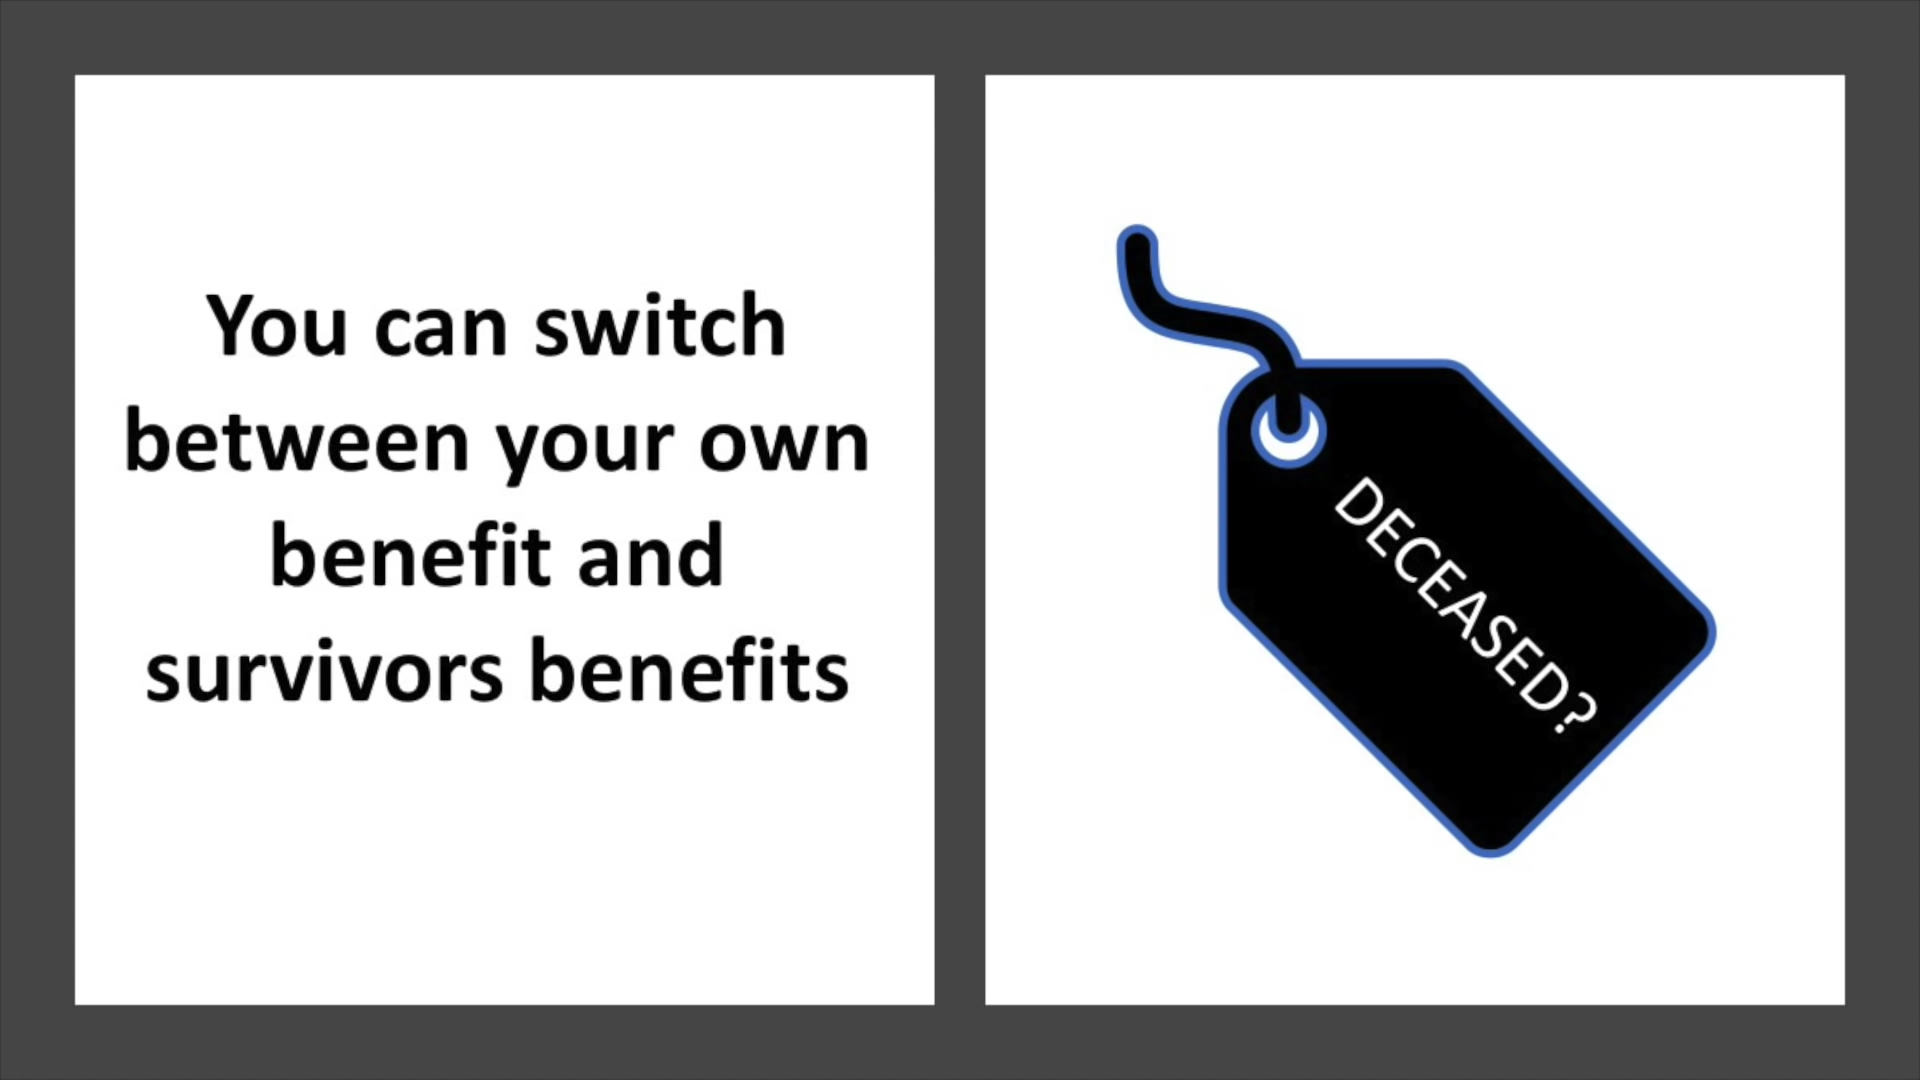 You can switch
between your own
benefit and
survivors benefits
DECEASED?